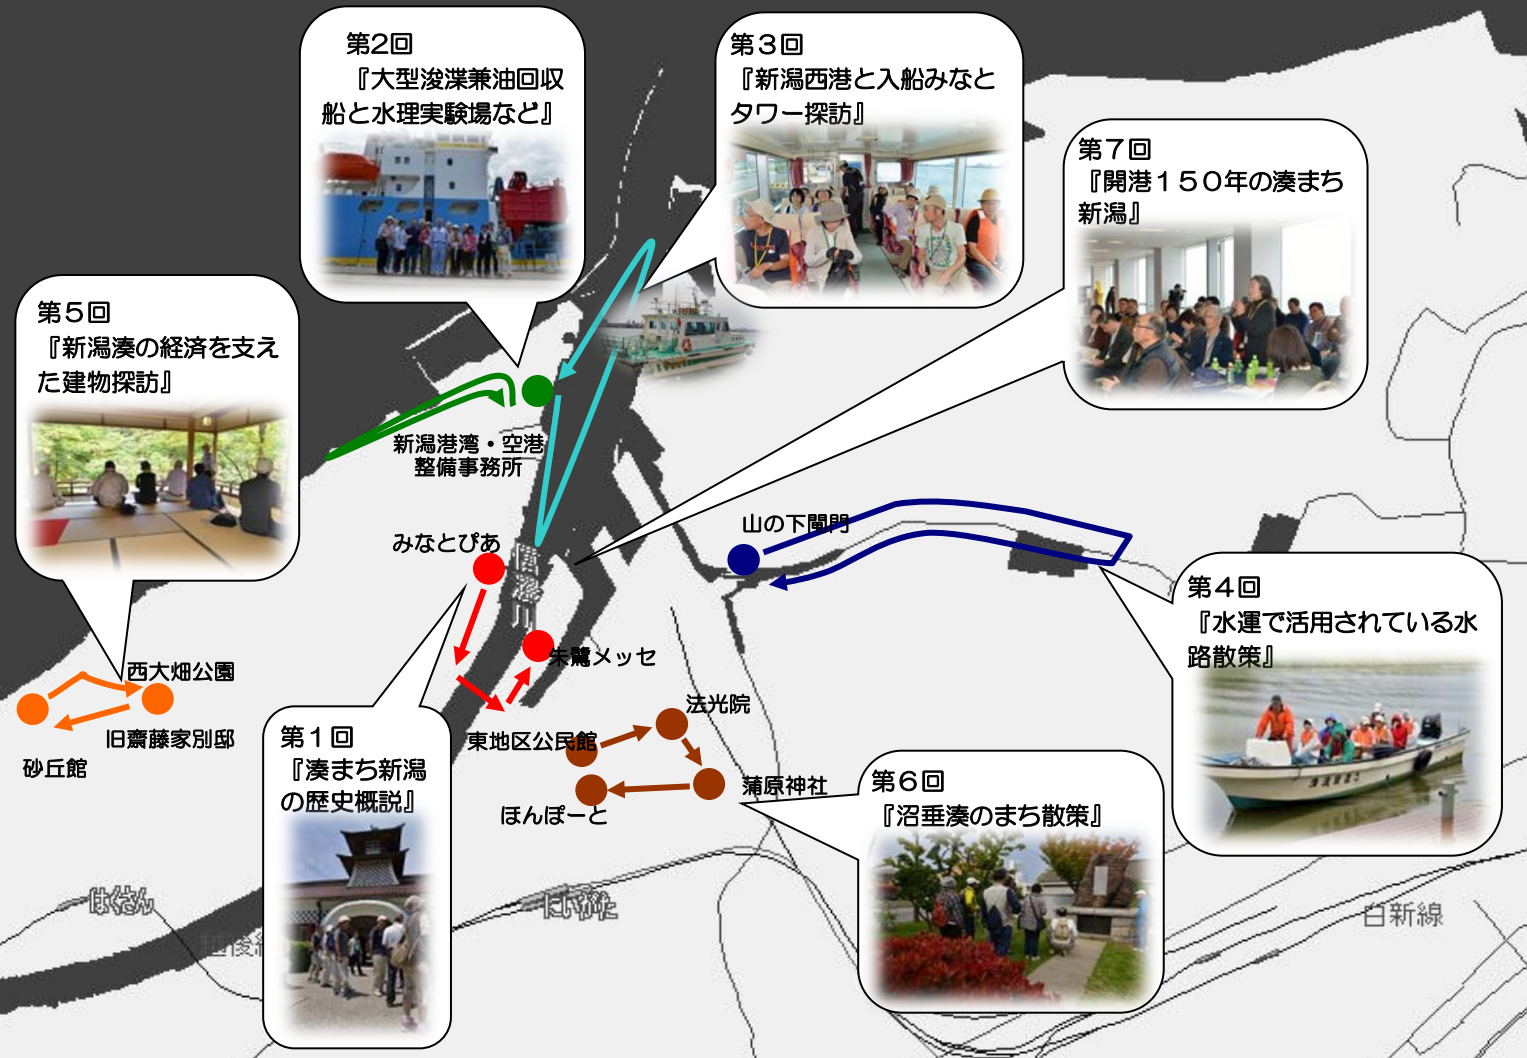 第2回
『大型浚渫兼油回収
船と水理実験場など』
第３回
『新潟西港と入船みなと
タワー探訪』
第７回
『開港１５０年の湊まち
新潟』
第５回
『新潟湊の経済を支え
た建物探訪』
新潟港湾・空港
整備事務所
みなとぴあ
山の下閘門
朱鷺メッセ
第４回
『水運で活用されている水
路散策』
西大畑公園
旧齋藤家別邸
砂丘館
第１回
『湊まち新潟
の歴史概説』
法光院
東地区公民館
蒲原神社
ほんぽーと
第６回
『沼垂湊のまち散策』
はくさん
にいがた
越後線
白新線